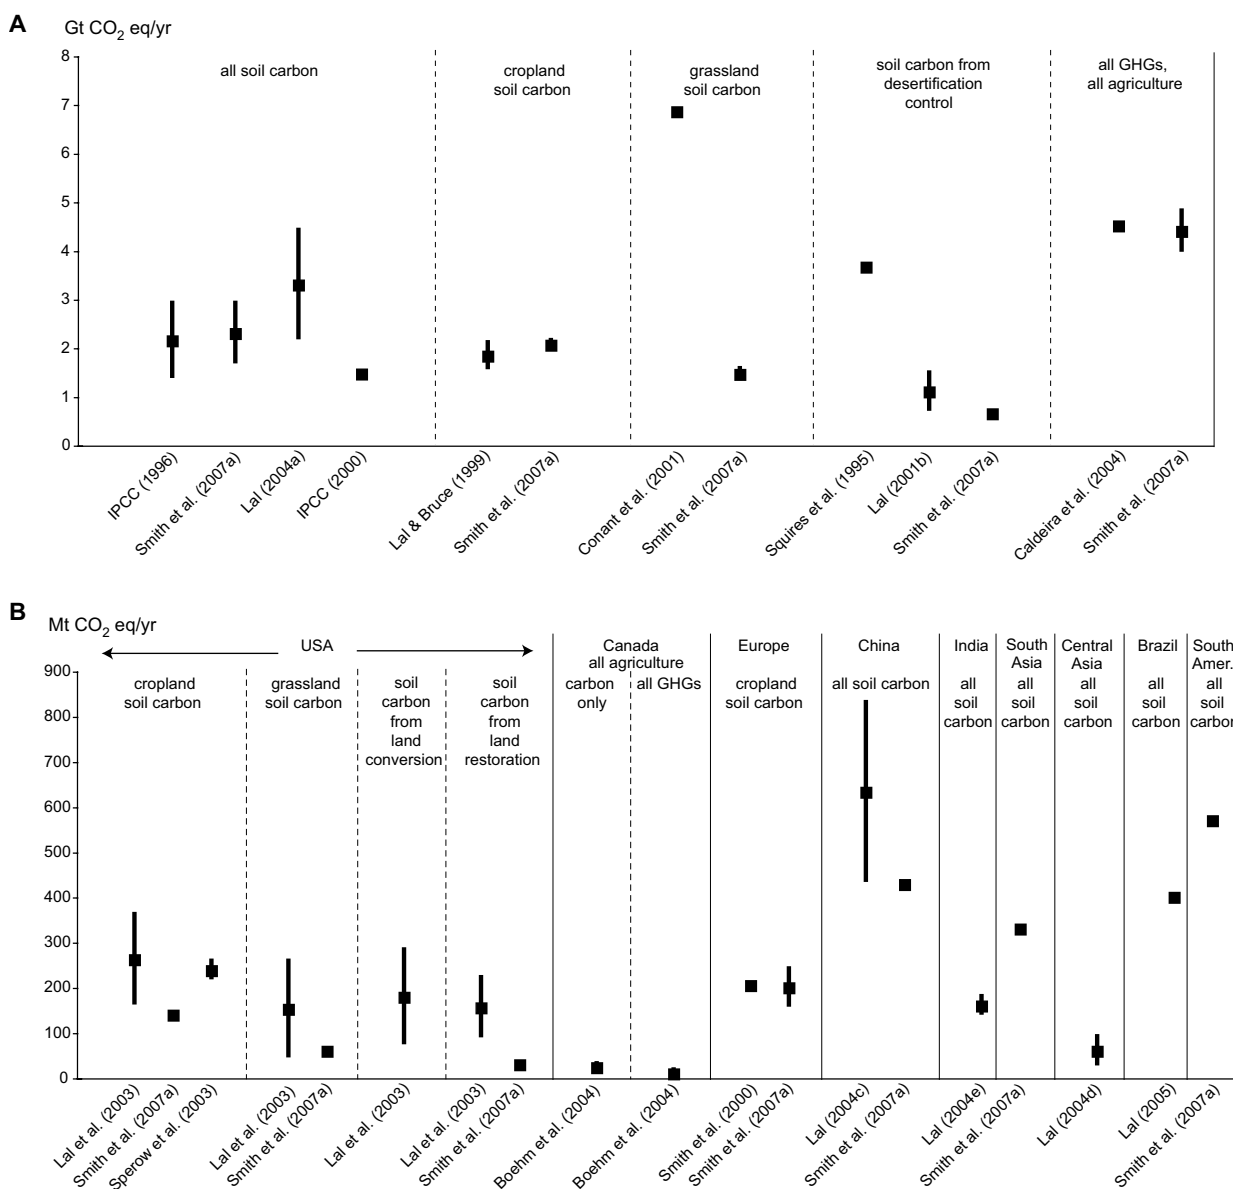 A
Gt CO2 eq/yr
8
7
6
5
4
3
2
1
0
all soil carbon
cropland
soil carbon
grassland
soil carbon
soil carbon from
desertification
control
all GHGs,
all agriculture
IPCC (1996)
Smith et al. (2007a)
Lal (2004a)
IPCC (2000)
Lal & Bruce (1999)
Smith et al. (2007a)
Conant et al. (2001)
Smith et al. (2007a)
Squires et al. (1995)
Lal (2001b)
Smith et al. (2007a)
Caldeira et al. (2004)
Smith et al. (2007a)
B
Mt CO2 eq/yr
900
800
700
600
500
400
300
200
100
0
USA
cropland
soil carbon
grassland
soil carbon
soil
carbon
from
land
conversion
soil
carbon
from
land
restoration
Canada
all agriculture
carbon
only
all GHGs
Europe
cropland
soil carbon
China
all soil carbon
India
all
soil
carbon
South
Asia
all
soil
carbon
Central
Asia
all
soil
carbon
Brazil
all
soil
carbon
South
Amer.
all
soil
carbon
Lal et al. (2003)
Smith et al. (2007a)
Sperow et al. (2003)
Lal et al. (2003)
Smith et al. (2007a)
Lal et al. (2003)
Lal et al. (2003)
Smith et al. (2007a)
Boehm et al. (2004)
Boehm et al. (2004)
Smith et al. (2000)
Smith et al. (2007a)
Lal (2004c)
Smith et al. (2007a)
Lal (2004e)
Smith et al. (2007a)
Lal (2004d)
Lal (2005)
Smith et al. (2007a)